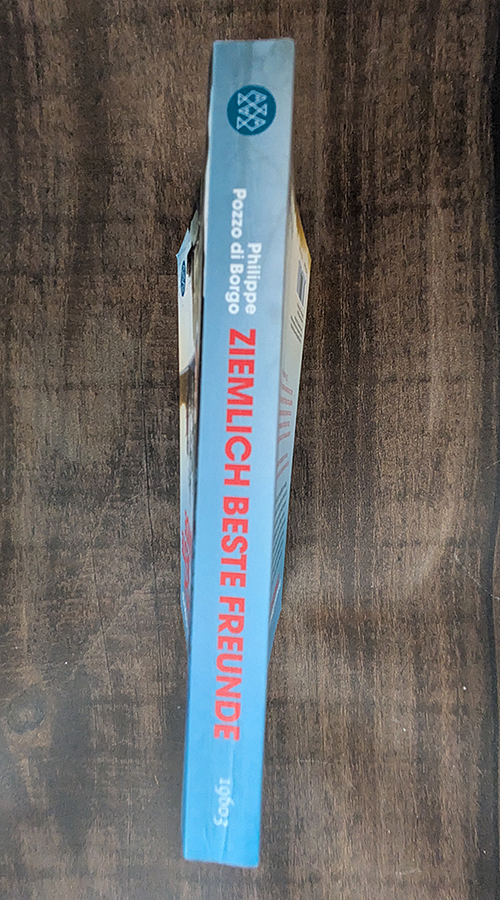 Philippe
Pozzo di Borgo
ZIEMLICH BESTE FREUNDE
19603